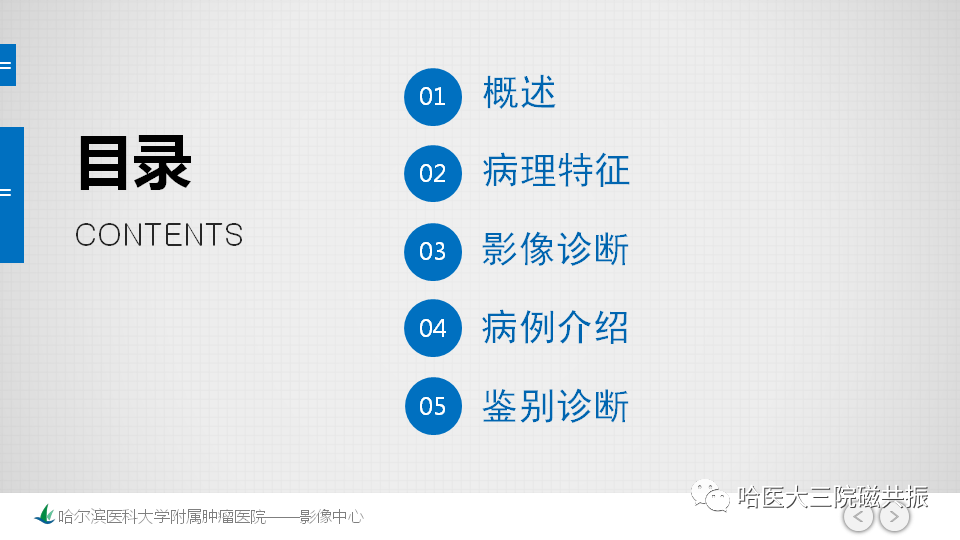 目录
CONTENTS
01 概述
02 病理特征
03 影像诊断
04 病例介绍
05 鉴别诊断
哈尔滨医科大学附属肿瘤医院——影像中心
哈医大三院磁共振